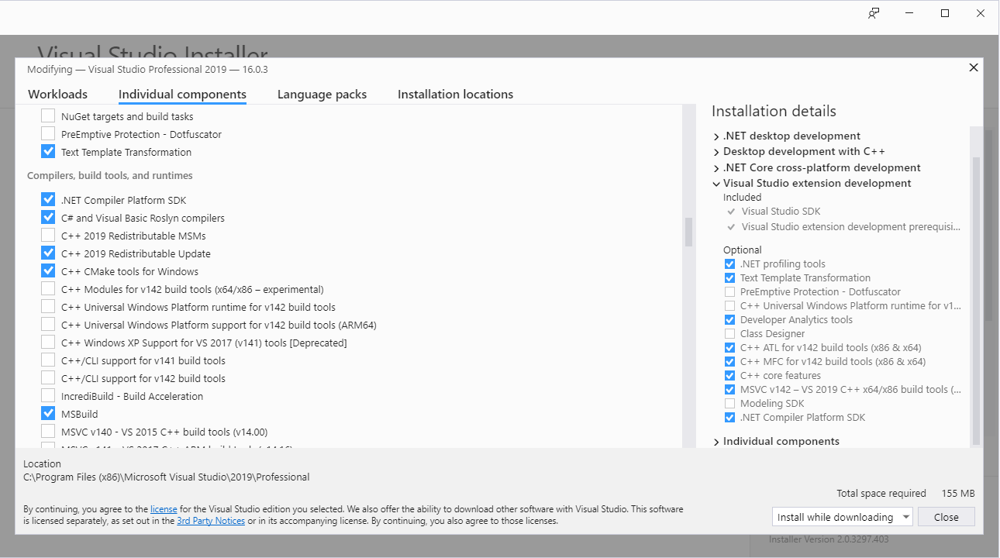 Visual Studio Installer
Modifying — Visual Studio Professional 2019 — 16.0.3
Workloads
Individual components
Language packs
Installation locations
NuGet targets and build tasks
PreEmptive Protection - Dotfuscator
Text Template Transformation
Compilers, build tools, and runtimes
.NET Compiler Platform SDK
C# and Visual Basic Roslyn compilers
C++ 2019 Redistributable MSMs
C++ 2019 Redistributable Update
C++ CMake tools for Windows
C++ Modules for v142 build tools (x64/x86 – experimental)
C++ Universal Windows Platform runtime for v142 build tools
C++ Universal Windows Platform support for v142 build tools (ARM64)
C++ Windows XP Support for VS 2017 (v141) tools [Deprecated]
C++/CLI support for v141 build tools
C++/CLI support for v142 build tools
IncrediBuild - Build Acceleration
MSBuild
MSVC v140 - VS 2015 C++ build tools (v14.00)
Installation details
.NET desktop development
Desktop development with C++
.NET Core cross-platform development
Visual Studio extension development
Included
Visual Studio SDK
Visual Studio extension development prerequisi...
Optional
.NET profiling tools
Text Template Transformation
PreEmptive Protection - Dotfuscator
C++ Universal Windows Platform runtime for v1...
Developer Analytics tools
Class Designer
C++ ATL for v142 build tools (x86 & x64)
C++ MFC for v142 build tools (x86 & x64)
C++ core features
MSVC v142 – VS 2019 C++ x64/x86 build tools (...
Modeling SDK
.NET Compiler Platform SDK
Individual components
Location
C:\Program Files (x86)\Microsoft Visual Studio\2019\Professional
Total space required 155 MB
By continuing, you agree to the license for the Visual Studio edition you selected. We also offer the ability to download other software with Visual Studio. This software
is licensed separately, as set out in the 3rd Party Notices or in its accompanying license. By continuing, you also agree to those licenses.
Install while downloading
Close
Installer Version 2.0.3297.403